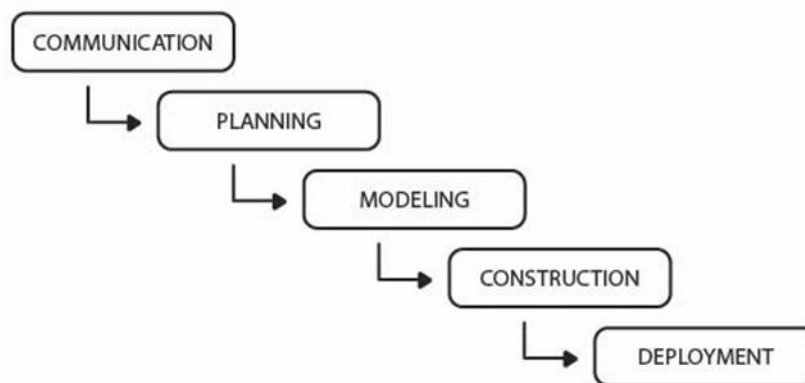 COMMUNICATION
PLANNING
MODELING
CONSTRUCTION
DEPLOYMENT